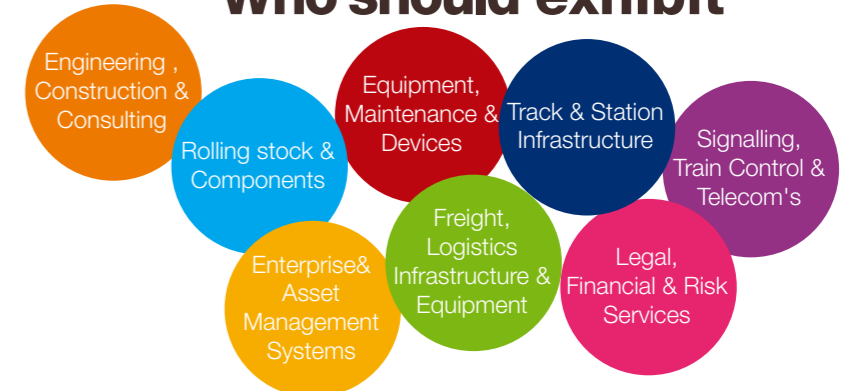 Who should exhibit
Engineering ,
Construction &
Consulting
Rolling stock &
Components
Equipment,
Maintenance &
Devices
Track & Station
Infrastructure
Signalling,
Train Control &
Telecom's
Enterprise&
Asset
Management
Systems
Freight,
Logistics
Infrastructure &
Equipment
Legal,
Financial & Risk
Services